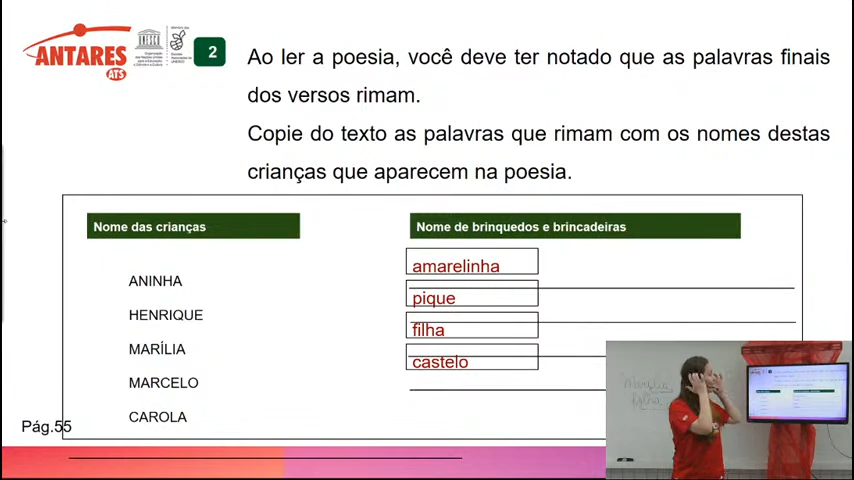 ANTARES
ATS
2
Ao ler a poesia, você deve ter notado que as palavras finais
dos versos rimam.
Copie do texto as palavras que rimam com os nomes destas
crianças que aparecem na poesia.
Nome das crianças
Nome de brinquedos e brincadeiras
ANINHA
amarelinha
HENRIQUE
pique
MARÍLIA
filha
MARCELO
castelo
CAROLA
Pág.55
Marília
filha